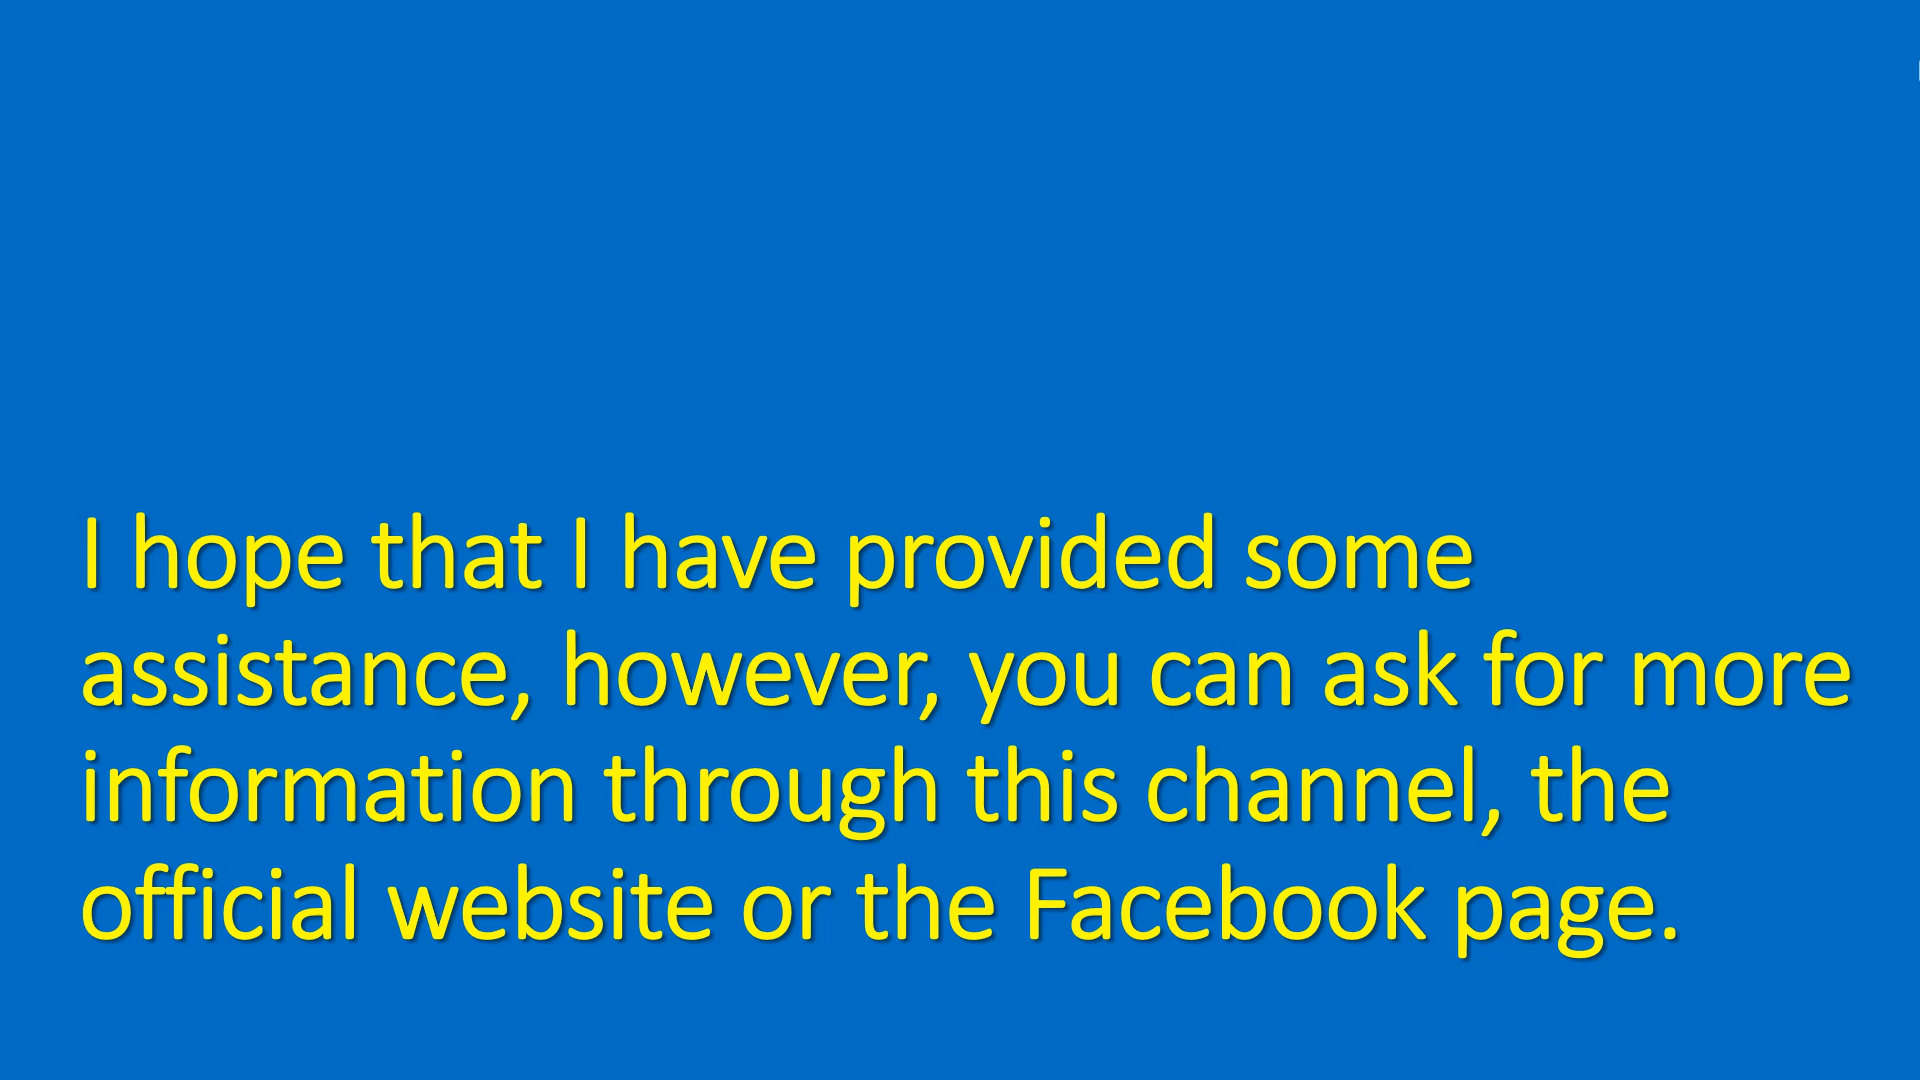 I hope that I have provided some
assistance, however, you can ask for more
information through this channel, the
official website or the Facebook page.